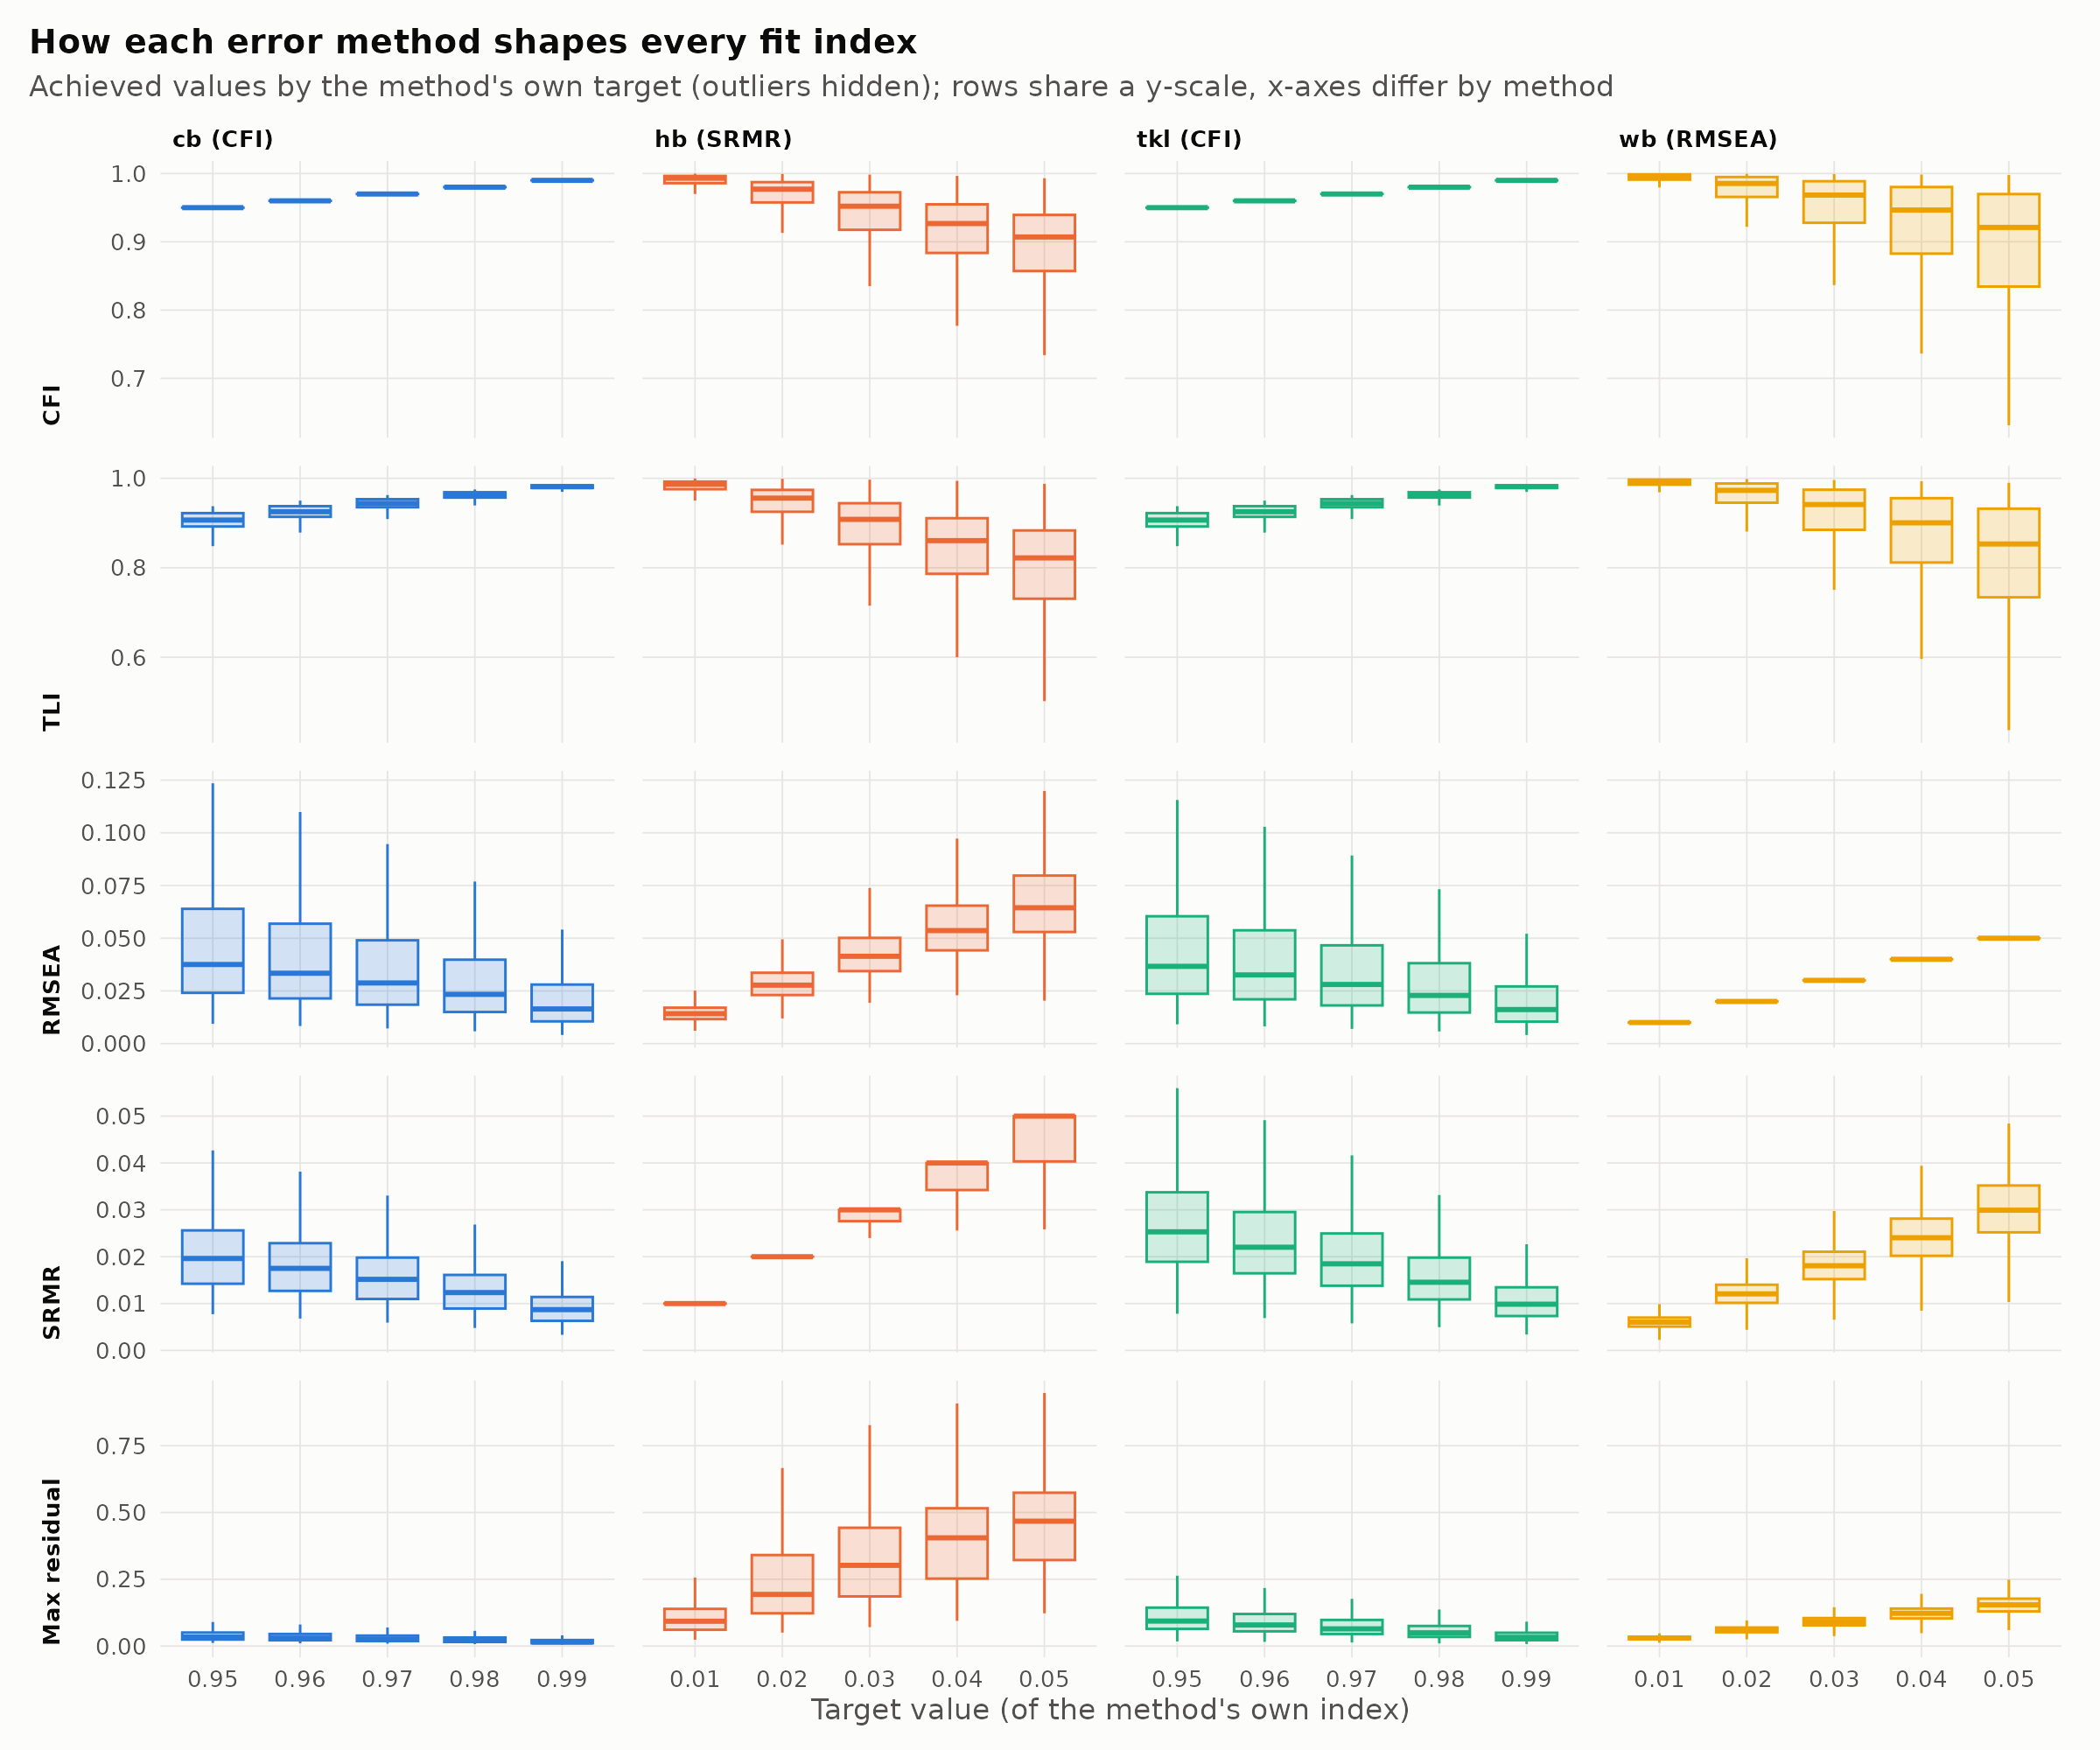 How each error method shapes every fit index
Achieved values by the method's own target (outliers hidden); rows share a y-scale, x-axes differ by method
cb (CFI) hb (SRMR) tkl (CFI) wb (RMSEA)
CFI
1.0
0.9
0.8
0.7
TLI
1.0
0.8
0.6
RMSEA
0.125
0.100
0.075
0.050
0.025
0.000
SRMR
0.05
0.04
0.03
0.02
0.01
0.00
Max residual
0.75
0.50
0.25
0.00
0.95 0.96 0.97 0.98 0.99 0.01 0.02 0.03 0.04 0.05 0.95 0.96 0.97 0.98 0.99 0.01 0.02 0.03 0.04 0.05
Target value (of the method's own index)